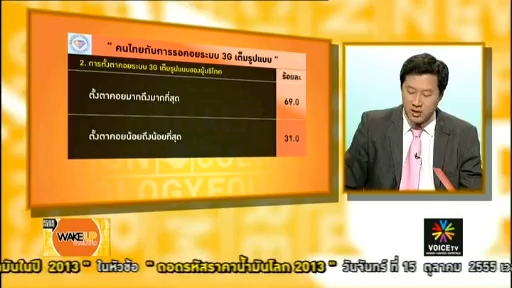 " คนไทยกับการรอคอยระบบ 3G เต็มรูปแบบ "
2. การตั้งตาคอยระบบ 3G เต็มรูปแบบของผู้บริโภค
ร้อยละ
ตั้งตาคอยมากถึงมากที่สุด
69.0
ตั้งตาคอยน้อยถึงน้อยที่สุด
31.0
WAKE UP
VOICE TV
ำมันในปี 2013 " ในหัวข้อ " ถอดรหัสราคาน้ำมันโลก 2013 " วันจันทร์ ที่ 15 ตุลาคม 2555 เว